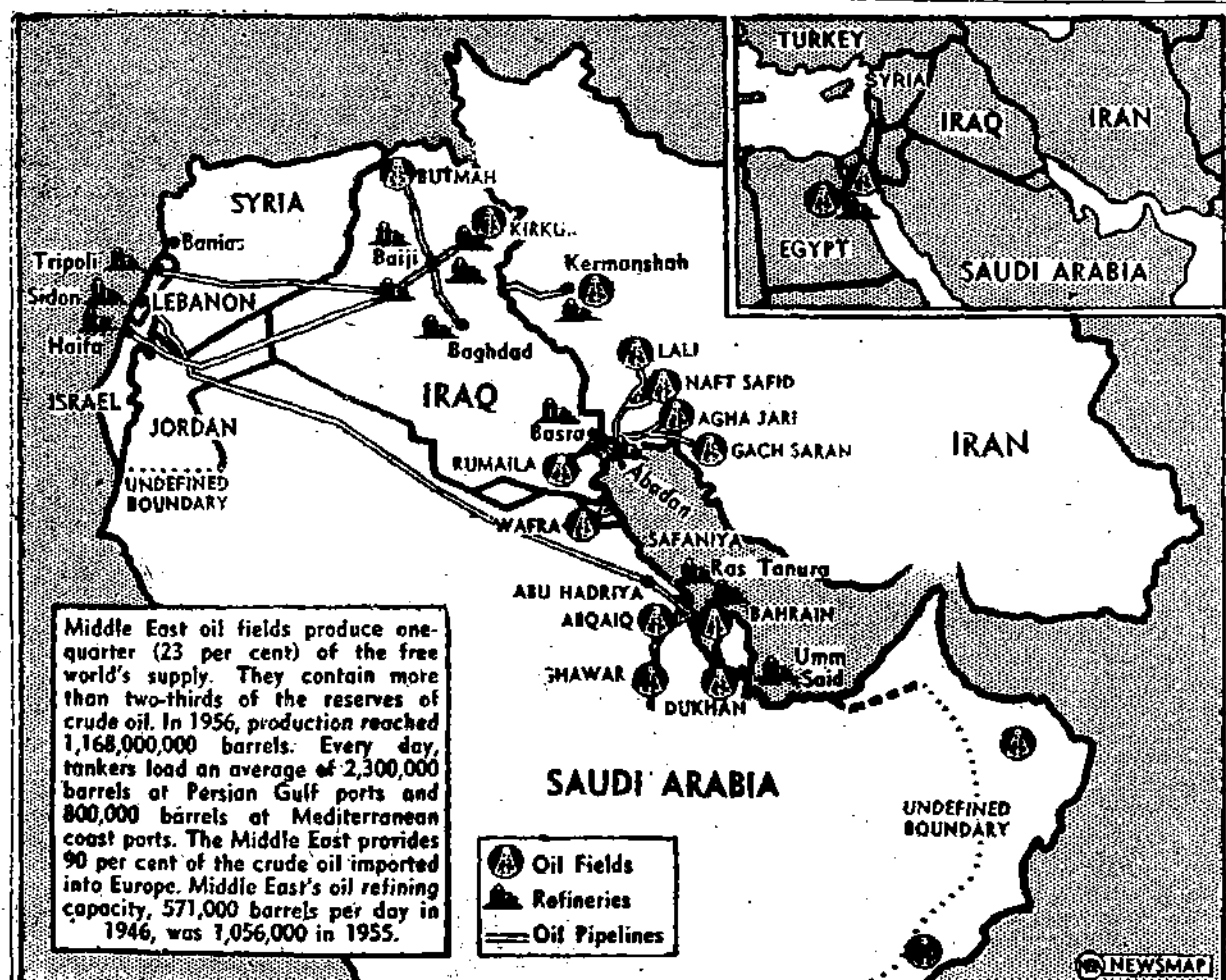 TURKEY
SYRIA
IRAQ
IRAN
EGYPT
SAUDI ARABIA
BUTMAH
SYRIA
KIRKU
Banias
Baiji
Tripoli
Kermanshah
Sidon
LEBANON
Haifa
Baghdad
LALI
NAFT SAFID
ISRAEL
IRAQ
AGHA JARI
JORDAN
Basra
GACH SARAN
IRAN
RUMAILA
UNDEFINED
BOUNDARY
Abadan
WAFRA
SAFANIYA
Ras Tanura
ABU HADRIYA
ABQAIQ
BAHRAIN
Umm
Said
GHAWAR
DUKHAN
SAUDI ARABIA
UNDEFINED
BOUNDARY
Middle East oil fields produce one-
quarter (23 per cent) of the free
world's supply. They contain more
than two-thirds of the reserves of
crude oil. In 1956, production reached
1,168,000,000 barrels. Every day,
tankers load an average of 2,300,000
barrels at Persian Gulf ports and
800,000 barrels at Mediterranean
coast ports. The Middle East provides
90 per cent of the crude oil imported
into Europe. Middle East's oil refining
capacity, 571,000 barrels per day in
1946, was 1,056,000 in 1955.
Oil Fields
Refineries
Oil Pipelines
NEWSMAP